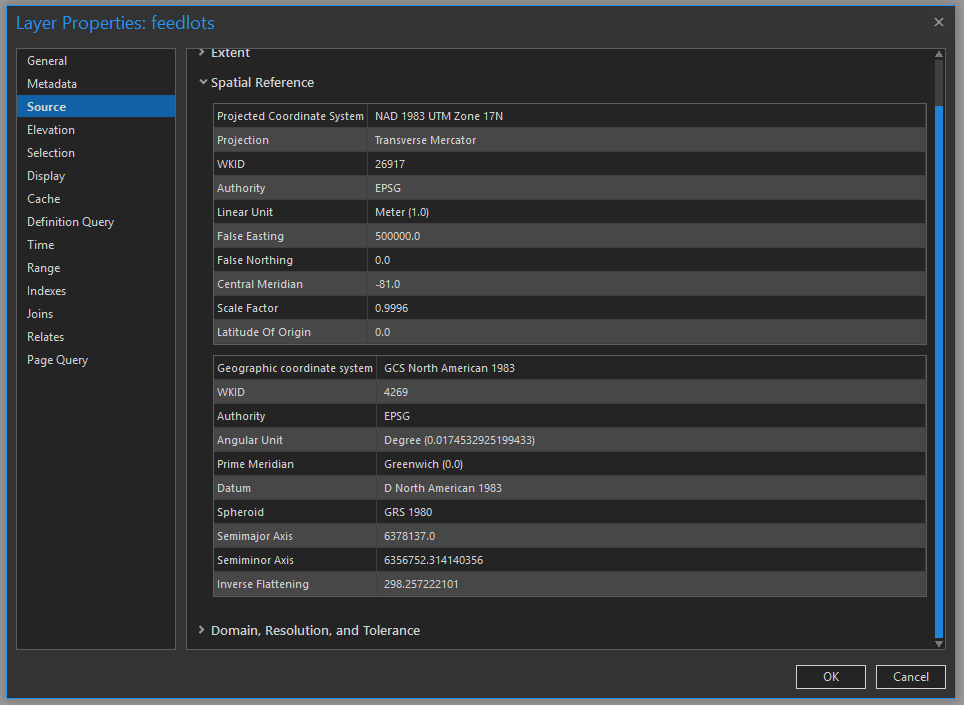 Layer Properties: feedlots
General
Metadata
Source
Elevation
Selection
Display
Cache
Definition Query
Time
Range
Indexes
Joins
Relates
Page Query
Extent
Spatial Reference
Projected Coordinate System NAD 1983 UTM Zone 17N
Projection Transverse Mercator
WKID 26917
Authority EPSG
Linear Unit Meter (1.0)
False Easting 500000.0
False Northing 0.0
Central Meridian -81.0
Scale Factor 0.9996
Latitude Of Origin 0.0
Geographic coordinate system GCS North American 1983
WKID 4269
Authority EPSG
Angular Unit Degree (0.0174532925199433)
Prime Meridian Greenwich (0.0)
Datum D North American 1983
Spheroid GRS 1980
Semimajor Axis 6378137.0
Semiminor Axis 6356752.314140356
Inverse Flattening 298.257222101
Domain, Resolution, and Tolerance
OK Cancel